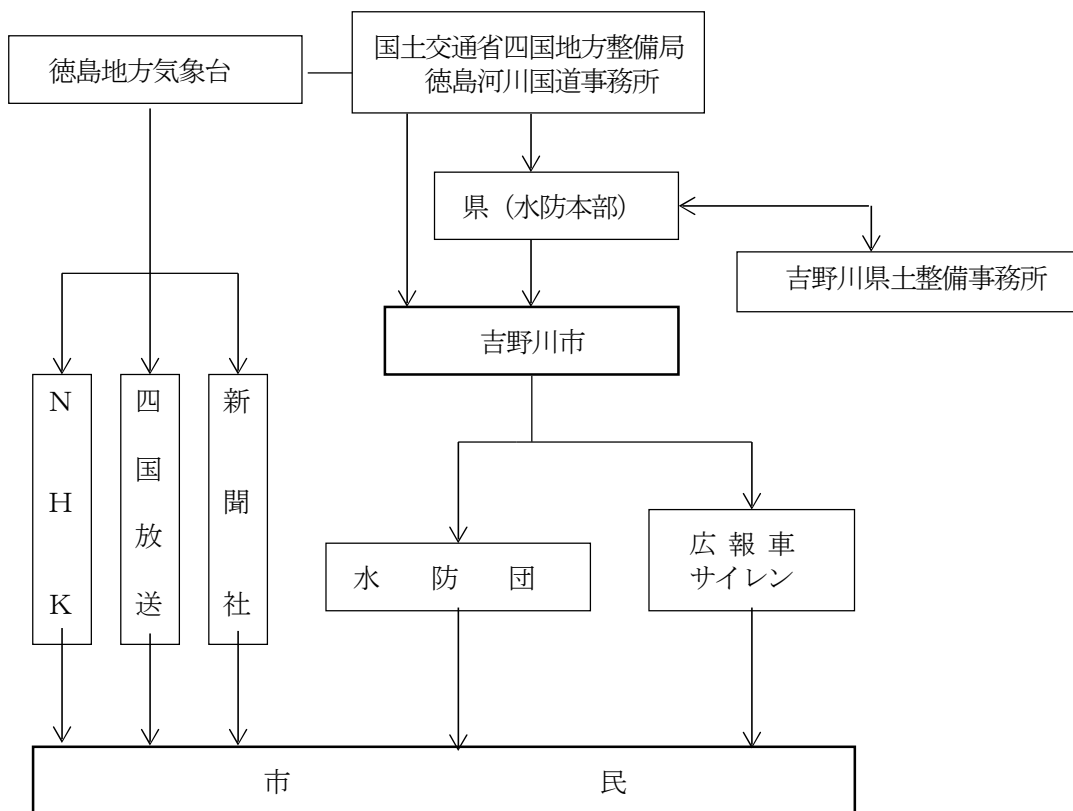 徳島地方気象台
国土交通省四国地方整備局
徳島河川国道事務所
県（水防本部）
吉野川県土整備事務所
吉野川市
ＮＨＫ
四国放送
新聞社
水　防　団
広 報 車
サイレン
市　民